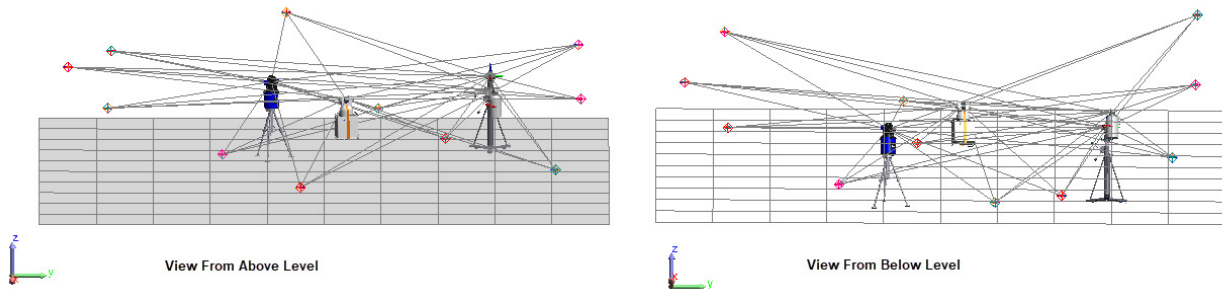 z
y
x
View From Above Level
z
y
x
View From Below Level